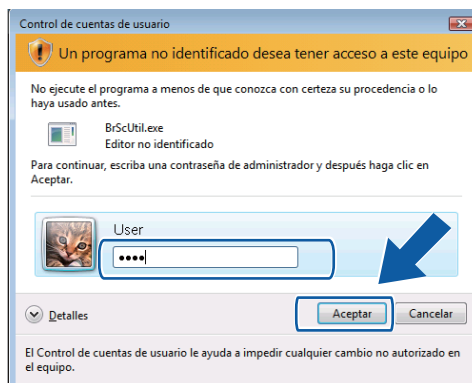 Control de cuentas de usuario
Un programa no identificado desea tener acceso a este equipo
No ejecute el programa a menos de que conozca con certeza su procedencia o lo
haya usado antes.
BrScUtil.exe
Editor no identificado
Para continuar, escriba una contraseña de administrador y después haga clic en
Aceptar.
User
••••
Detalles
Aceptar
Cancelar
El Control de cuentas de usuario le ayuda a impedir cualquier cambio no autorizado en
el equipo.